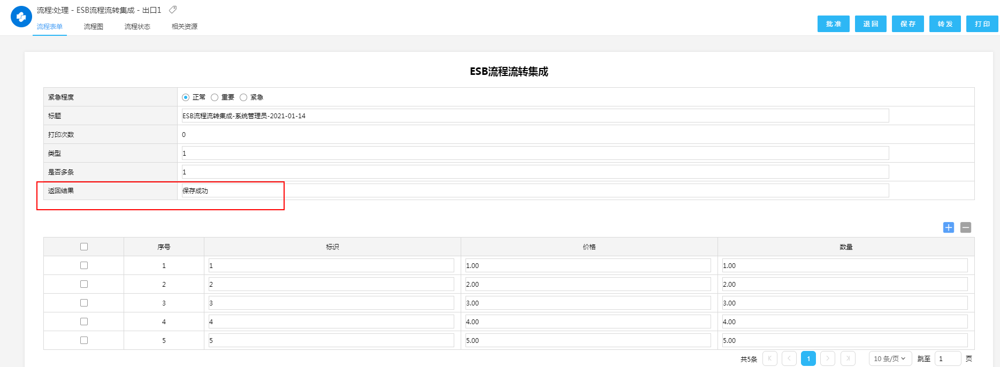 流程:处理 - ESB流程流转集成 - 出口1
流程表单 流程图 流程状态 相关资源
批准 退回 保存 转发 打印
ESB流程流转集成
紧急程度 正常 重要 紧急
标题 ESB流程流转集成-系统管理员-2021-01-14
打印次数 0
类型 1
是否多条 1
返回结果 保存成功
序号 标识 价格 数量
1 1 1.00 1.00
2 2 2.00 2.00
3 3 3.00 3.00
4 4 4.00 4.00
5 5 5.00 5.00
共5条 1 10 条/页 跳至 1 页